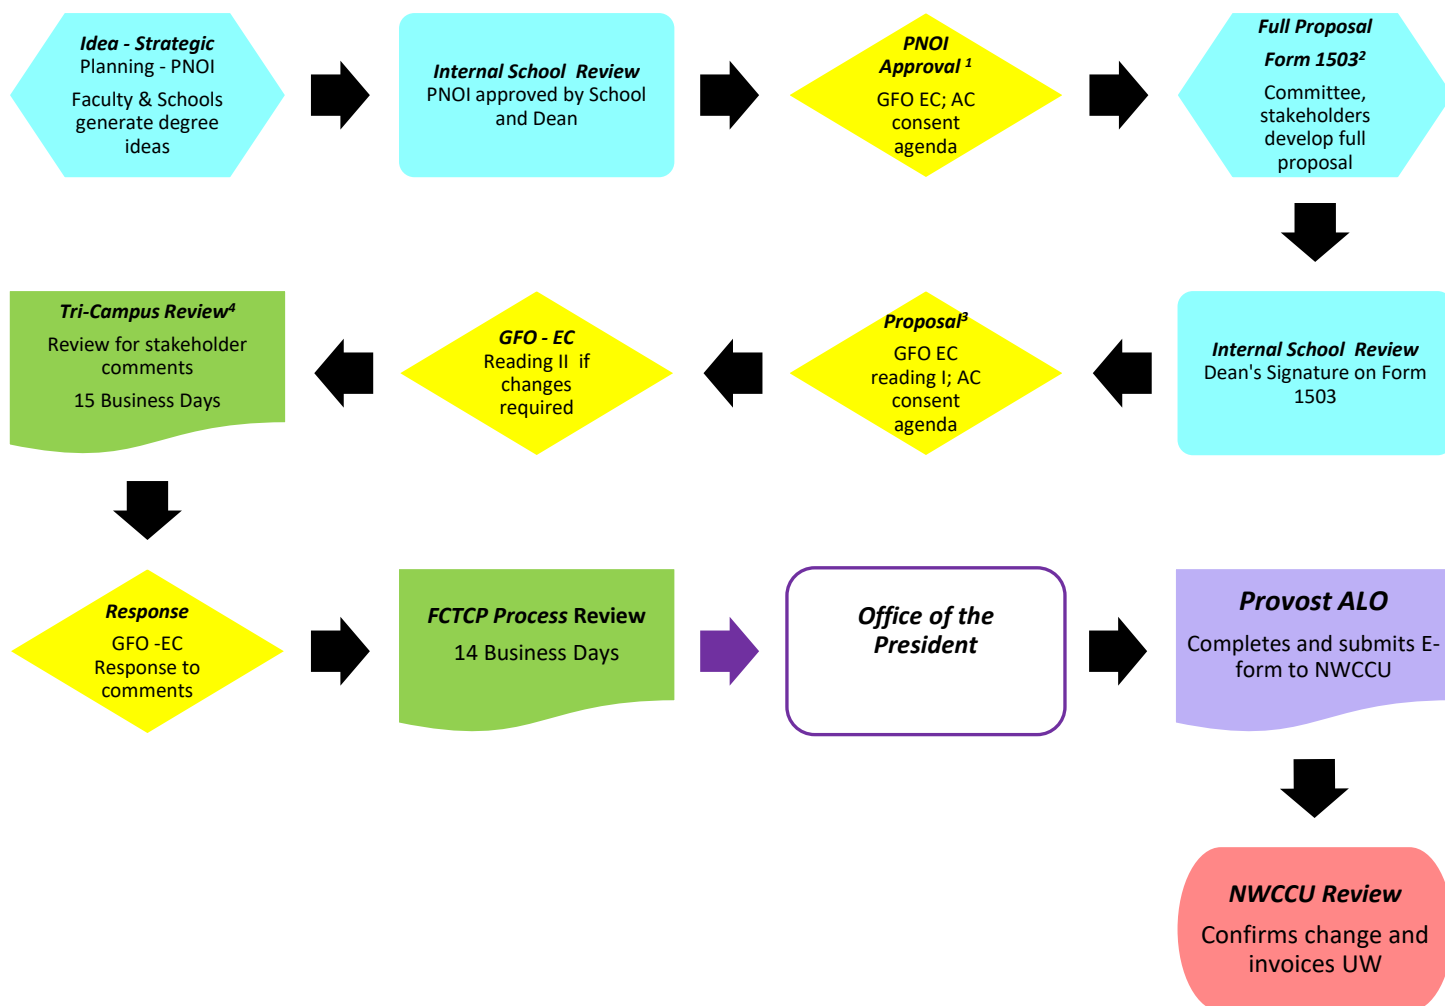 Idea - Strategic
Planning - PNOI
Faculty & Schools
generate degree
ideas
Internal School Review
PNOI approved by School
and Dean
PNOI
Approval ¹
GFO EC; AC
consent
agenda
Full Proposal
Form 1503²
Committee,
stakeholders
develop full
proposal
Internal School Review
Dean's Signature on Form
1503
Proposal³
GFO EC
reading I; AC
consent
agenda
GFO - EC
Reading II if
changes
required
Tri-Campus Review⁴
Review for stakeholder
comments
15 Business Days
Response
GFO -EC
Response to
comments
FCTCP Process Review
14 Business Days
Office of the
President
Provost ALO
Completes and submits E-
form to NWCCU
NWCCU Review
Confirms change and
invoices UW